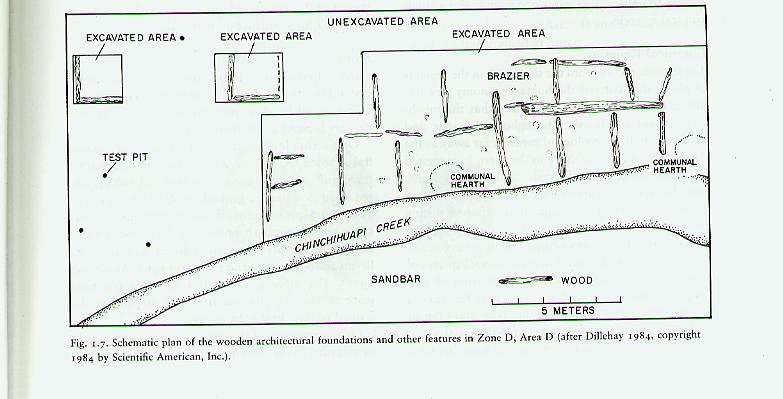 UNEXCAVATED AREA
EXCAVATED AREA
EXCAVATED AREA
EXCAVATED AREA
BRAZIER
TEST PIT
COMMUNAL
HEARTH
COMMUNAL
HEARTH
CHINCHIHUAPI CREEK
SANDBAR
WOOD
5 METERS
Fig. 1.7. Schematic plan of the wooden architectural foundations and other features in Zone D, Area D (after Dillehay 1984, copyright
1984 by Scientific American, Inc.).